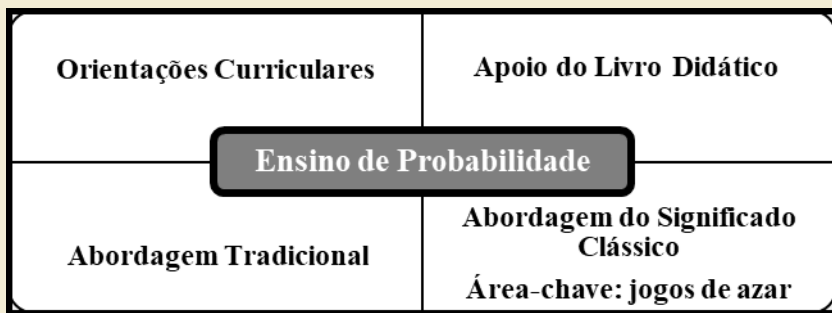 Orientações Curriculares
Apoio do Livro Didático
Ensino de Probabilidade
Abordagem Tradicional
Abordagem do Significado
Clássico
Área-chave: jogos de azar